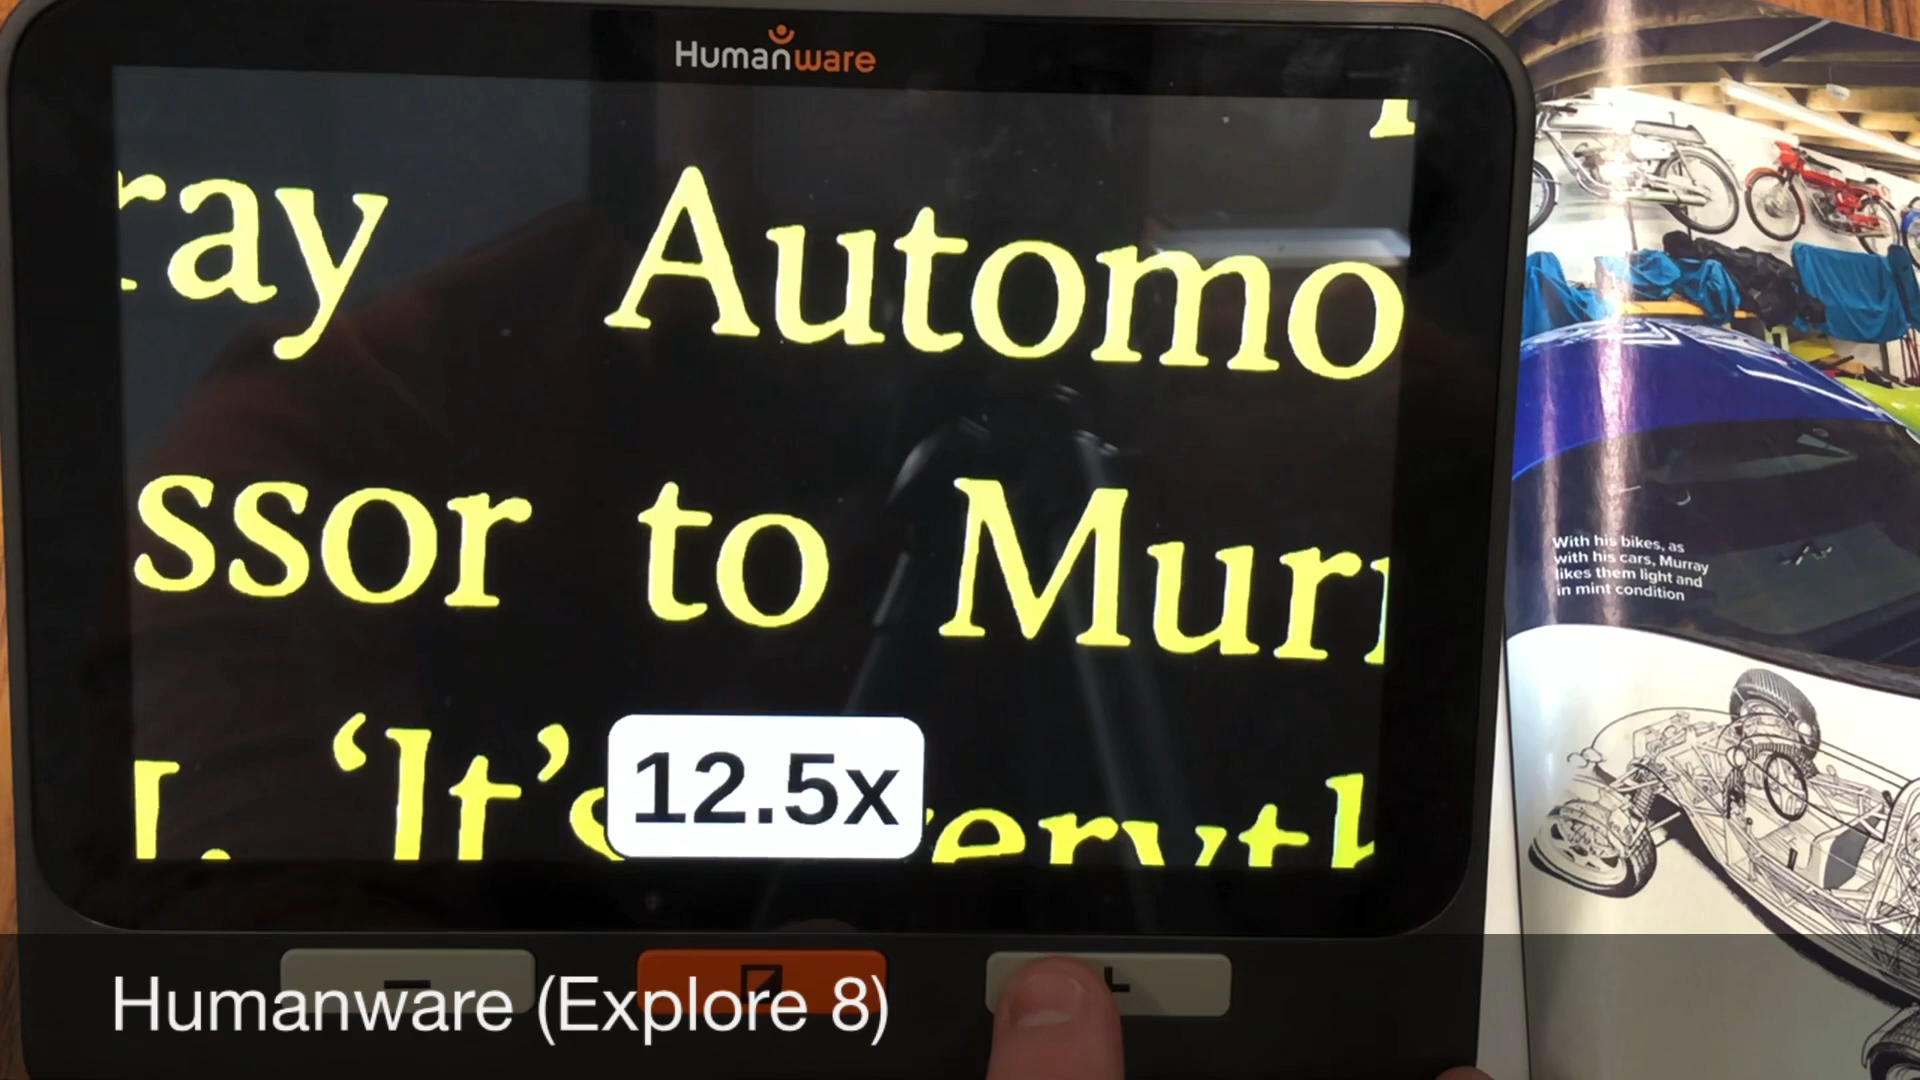 Humanware
ray Automo
ssor to Murr
‘It’s
12.5x
With his bikes, as
with his cars, Murray
likes them light and
in mint condition
Humanware (Explore 8)